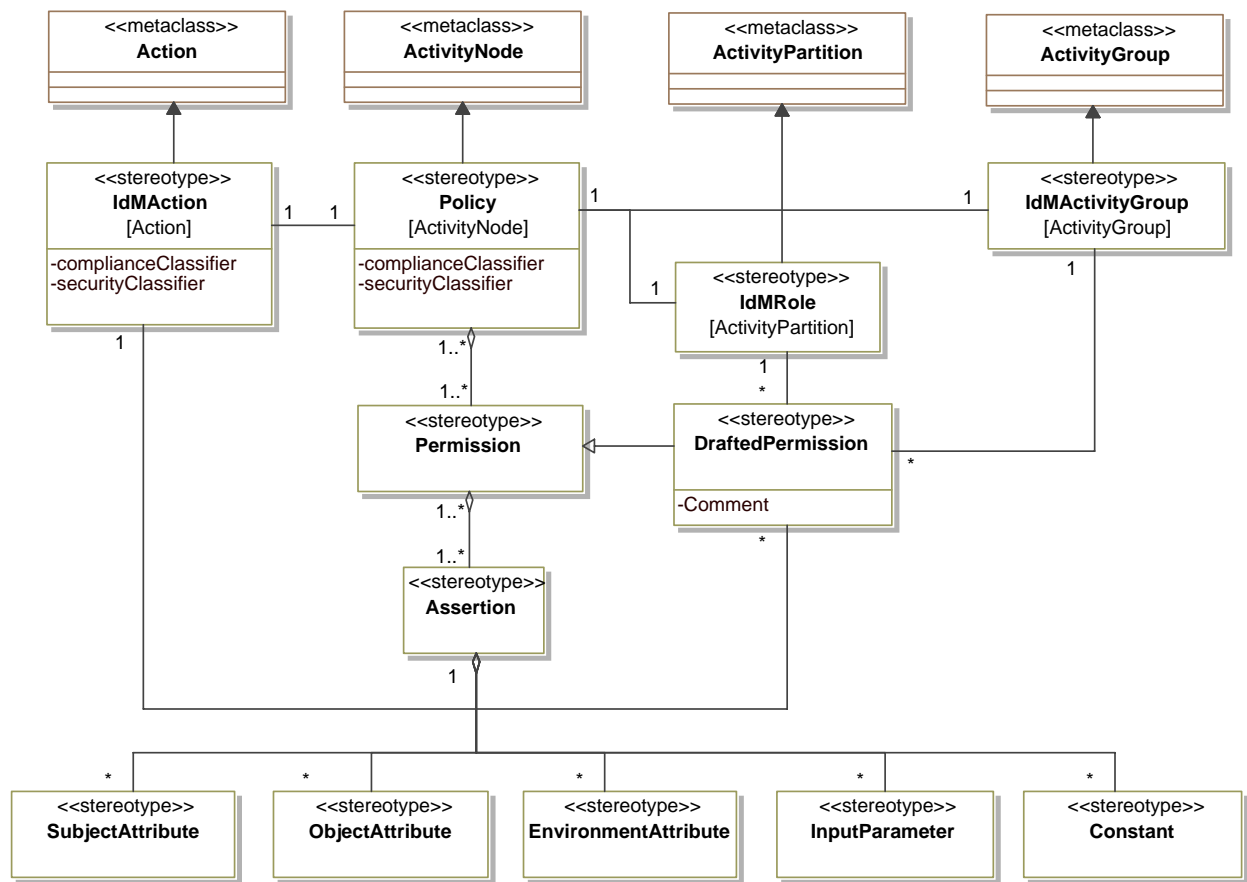 <<metaclass>>
Action
<<metaclass>>
ActivityNode
<<metaclass>>
ActivityPartition
<<metaclass>>
ActivityGroup
<<stereotype>>
IdMAction
[Action]
-complianceClassifier
-securityClassifier
1
1
<<stereotype>>
Policy
[ActivityNode]
-complianceClassifier
-securityClassifier
1
1
<<stereotype>>
IdMActivityGroup
[ActivityGroup]
1
1
<<stereotype>>
IdMRole
[ActivityPartition]
1
1
*
1..*
1..*
<<stereotype>>
Permission
<<stereotype>>
DraftedPermission
-Comment
*
*
1..*
1..*
<<stereotype>>
Assertion
1
*
*
*
*
*
<<stereotype>>
SubjectAttribute
<<stereotype>>
ObjectAttribute
<<stereotype>>
EnvironmentAttribute
<<stereotype>>
InputParameter
<<stereotype>>
Constant